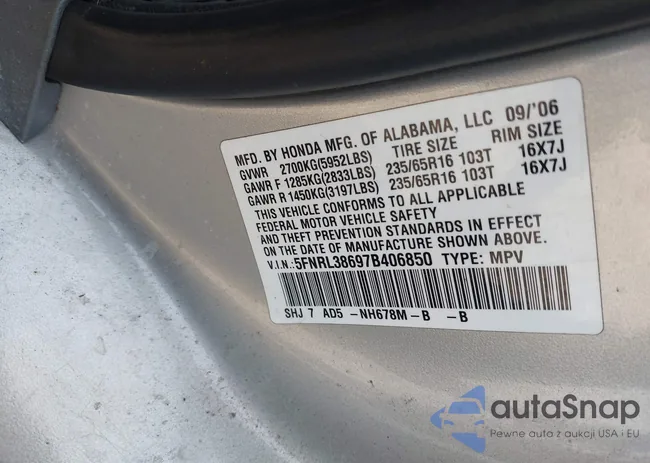 MFD. BY HONDA MFG. OF ALABAMA, LLC 09/'06
GVWR 2700KG(5952LBS) TIRE SIZE RIM SIZE
GAWR F 1285KG(2833LBS) 235/65R16 103T 16X7J
GAWR R 1450KG(3197LBS) 235/65R16 103T 16X7J
THIS VEHICLE CONFORMS TO ALL APPLICABLE
FEDERAL MOTOR VEHICLE SAFETY
AND THEFT PREVENTION STANDARDS IN EFFECT
ON THE DATE OF MANUFACTURE SHOWN ABOVE.
V.I.N.: 5FNRL38697B406850 TYPE: MPV
SHJ 7 AD5 -NH678M-B -B
autaSnap
Pewne auta z aukcji USA i EU